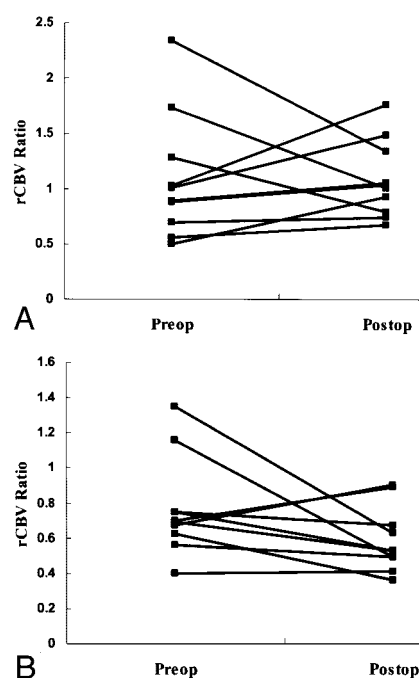 2.5
2
1.5
1
0.5
0
rCBV Ratio
A
Preop
Postop
1.6
1.4
1.2
1
0.8
0.6
0.4
0.2
0
rCBV Ratio
B
Preop
Postop